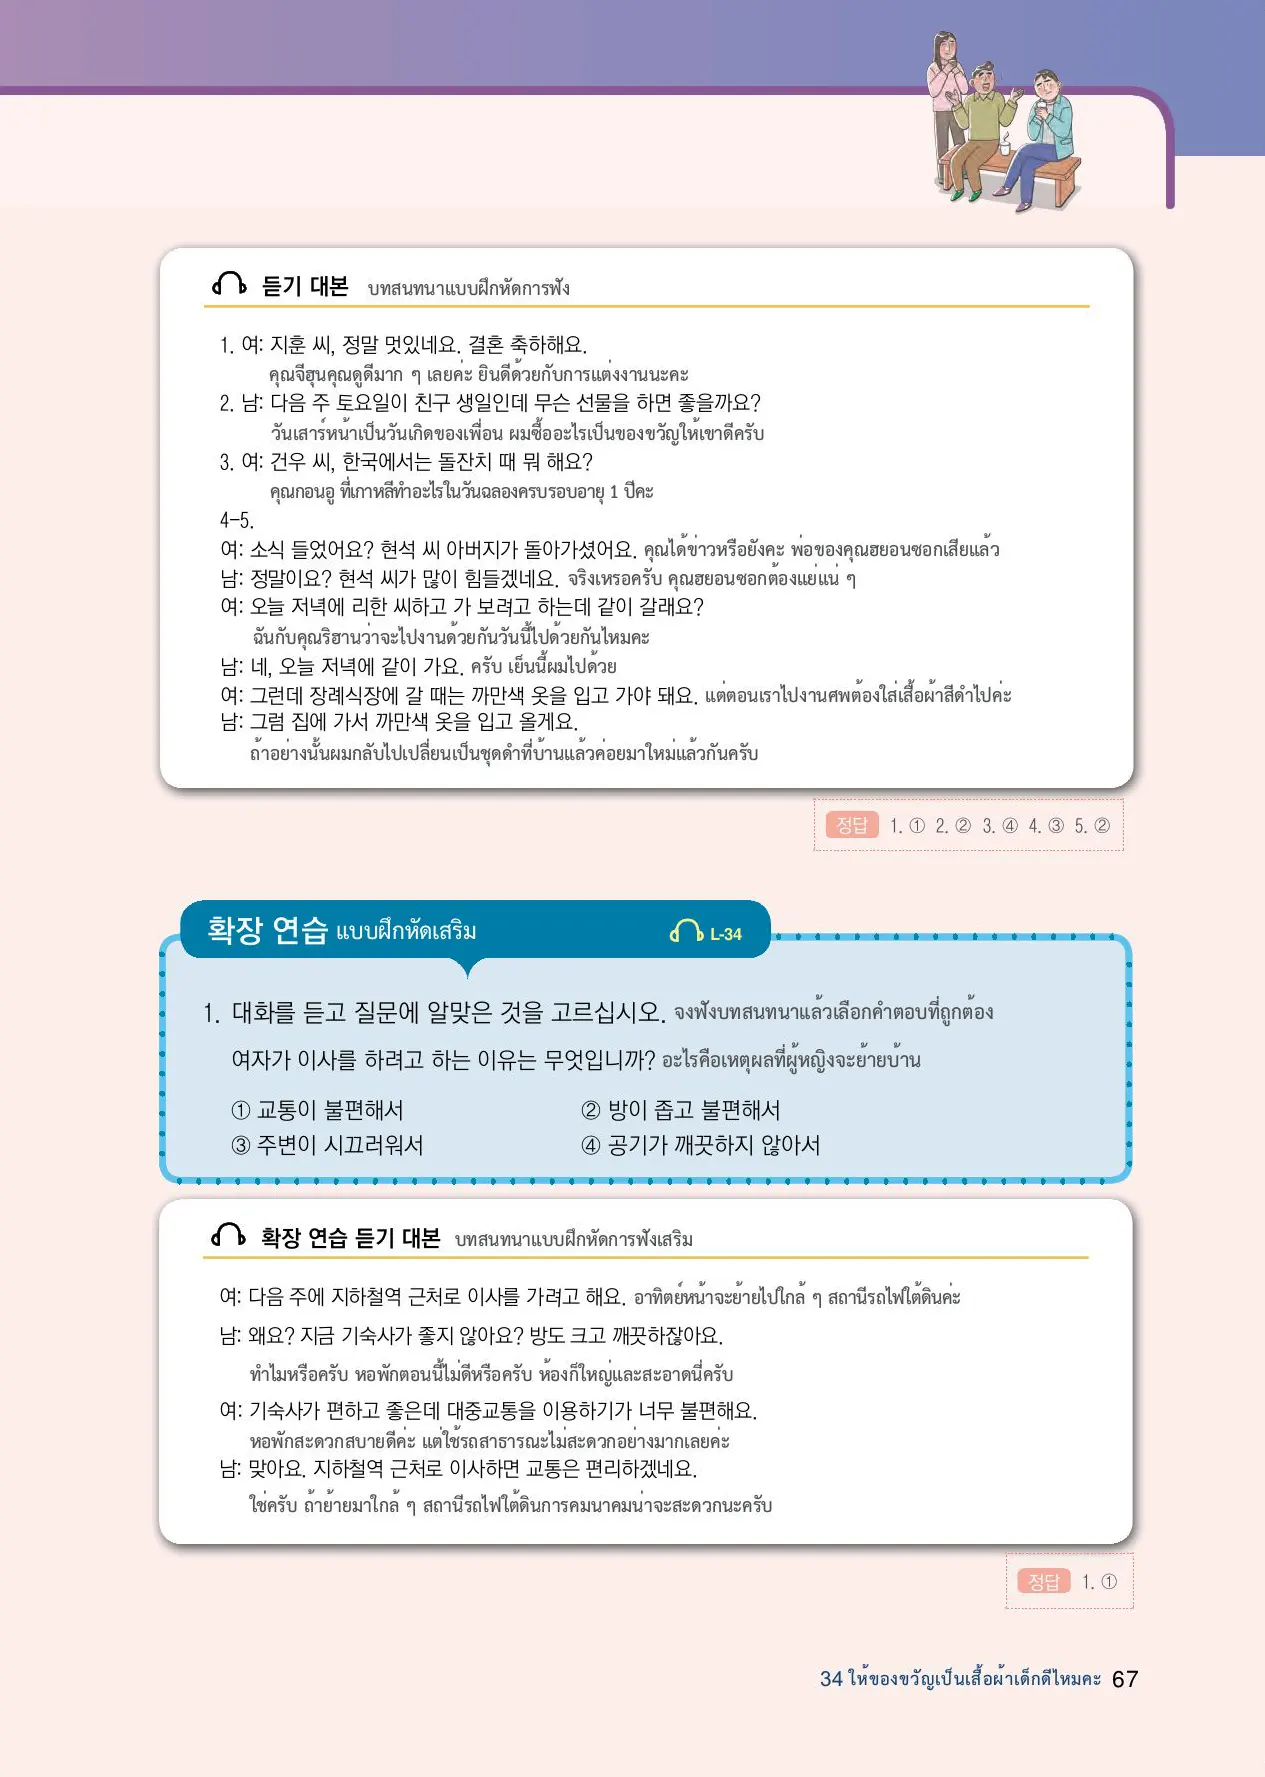 듣기 대본 บทสนทนาแบบฝึกหัดการฟัง
1. 여: 지훈 씨, 정말 멋있네요. 결혼 축하해요.
คุณจีฮุนคุณดูดีมาก ๆ เลยค่ะ ยินดีด้วยกับการแต่งงานนะคะ
2. 남: 다음 주 토요일이 친구 생일인데 무슨 선물을 하면 좋을까요?
วันเสาร์หน้าเป็นวันเกิดของเพื่อน ผมซื้ออะไรเป็นของขวัญให้เขาดีครับ
3. 여: 건우 씨, 한국에서는 돌잔치 때 뭐 해요?
คุณกอนอู ที่เกาหลีทำอะไรในวันฉลองครบรอบอายุ 1 ปีคะ
4-5.
여: 소식 들었어요? 현석 씨 아버지가 돌아가셨어요. คุณได้ข่าวหรือยังคะ พ่อของคุณฮยอนซอกเสียแล้ว
남: 정말이요? 현석 씨가 많이 힘들겠네요. จริงเหรอครับ คุณฮยอนซอกต้องแย่แน่ ๆ
여: 오늘 저녁에 리한 씨하고 가 보려고 하는데 같이 갈래요?
ฉันกับคุณริฮานว่าจะไปงานด้วยกันวันนี้ไปด้วยกันไหมคะ
남: 네, 오늘 저녁에 같이 가요. ครับ เย็นนี้ผมไปด้วย
여: 그런데 장례식장에 갈 때는 까만색 옷을 입고 가야 돼요. แต่ตอนเราไปงานศพต้องใส่เสื้อผ้าสีดำไปค่ะ
남: 그럼 집에 가서 까만색 옷을 입고 올게요.
ถ้าอย่างนั้นผมกลับไปเปลี่ยนเป็นชุดดำที่บ้านแล้วค่อยมาใหม่แล้วกันครับ
정답 1. ① 2. ② 3. ④ 4. ③ 5. ②
확장 연습 แบบฝึกหัดเสริม L-34
1. 대화를 듣고 질문에 알맞은 것을 고르십시오. จงฟังบทสนทนาแล้วเลือกคำตอบที่ถูกต้อง
여자가 이사를 하려고 하는 이유는 무엇입니까? อะไรคือเหตุผลที่ผู้หญิงจะย้ายบ้าน
① 교통이 불편해서 ② 방이 좁고 불편해서
③ 주변이 시끄러워서 ④ 공기가 깨끗하지 않아서
확장 연습 듣기 대본 บทสนทนาแบบฝึกหัดการฟังเสริม
여: 다음 주에 지하철역 근처로 이사를 가려고 해요. อาทิตย์หน้าจะย้ายไปใกล้ ๆ สถานีรถไฟใต้ดินค่ะ
남: 왜요? 지금 기숙사가 좋지 않아요? 방도 크고 깨끗하잖아요.
ทำไมหรือครับ หอพักตอนนี้ไม่ดีหรือครับ ห้องก็ใหญ่และสะอาดนี่ครับ
여: 기숙사가 편하고 좋은데 대중교통을 이용하기가 너무 불편해요.
หอพักสะดวกสบายดีค่ะ แต่ใช้รถสาธารณะไม่สะดวกอย่างมากเลยค่ะ
남: 맞아요. 지하철역 근처로 이사하면 교통은 편리하겠네요.
ใช่ครับ ถ้าย้ายมาใกล้ ๆ สถานีรถไฟใต้ดินการคมนาคมน่าจะสะดวกนะครับ
정답 1. ①
34 ให้ของขวัญเป็นเสื้อผ้าเด็กดีไหมคะ 67